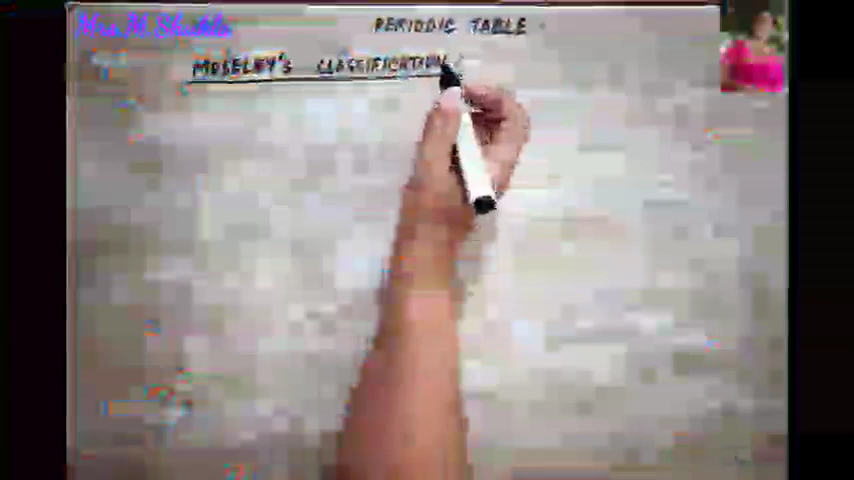 Mrs. M. Shukla
PERIODIC TABLE
MOSELEY'S CLASSIFICATION